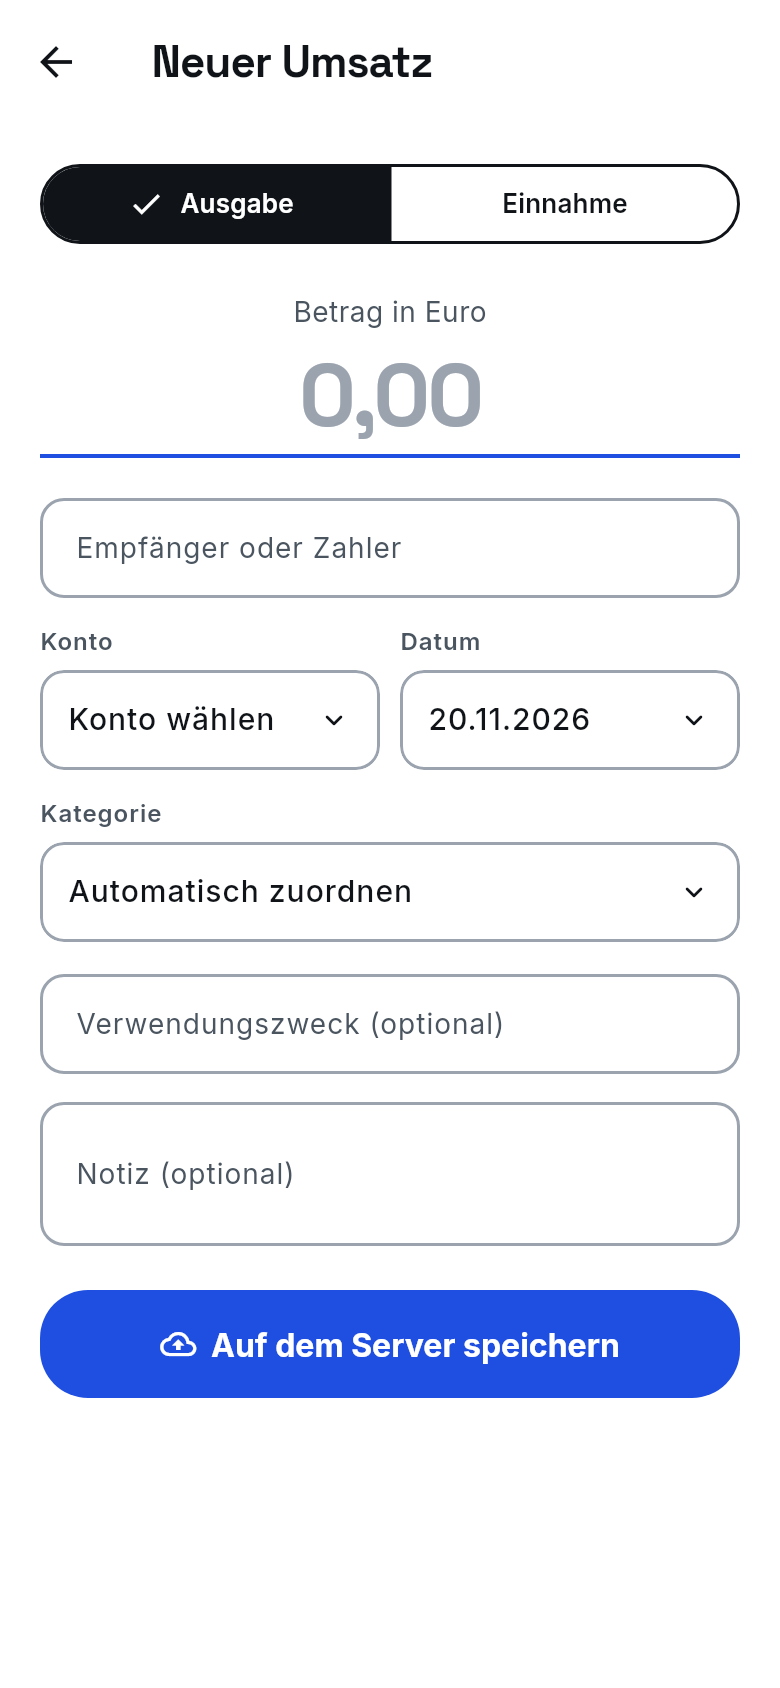 Neuer Umsatz
Ausgabe
Einnahme
Betrag in Euro
0,00
Empfänger oder Zahler
Konto
Datum
Konto wählen
20.11.2026
Kategorie
Automatisch zuordnen
Verwendungszweck (optional)
Notiz (optional)
Auf dem Server speichern